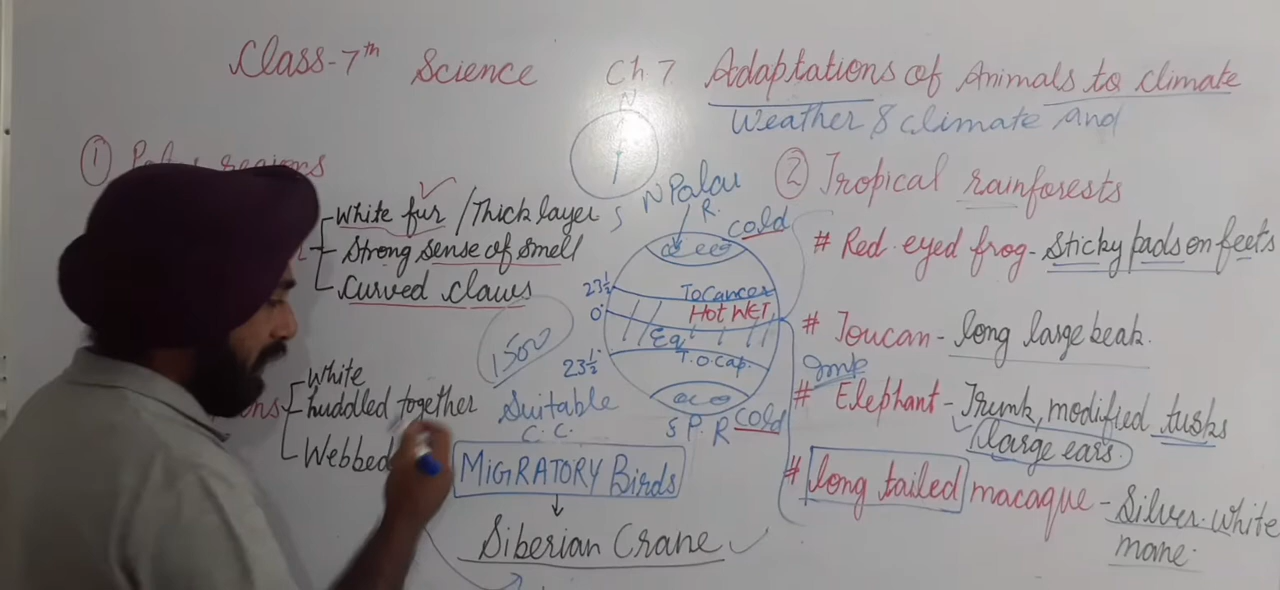 Class-7th Science Ch 7 Adaptations of Animals to climate
Weather & climate and
① Polar regions
White fur / Thick layer
Strong sense of smell
Curved claws
White
huddled together
Webbed
1500
N
S
N Polar
R.
cold
23½
T.o Cancer
Hot WET
0°
Eq
23½
T.O.Cap.
S P. R
cold
Suitable
C. C.
MiGRATORY Birds
Siberian Crane
② Tropical rainforests
# Red eyed frog - Sticky pads on feets
# Toucan - long large beak.
Imp
# Elephant - Trunk, modified tusks
large ears.
# long tailed macaque - Silver-white
mane.